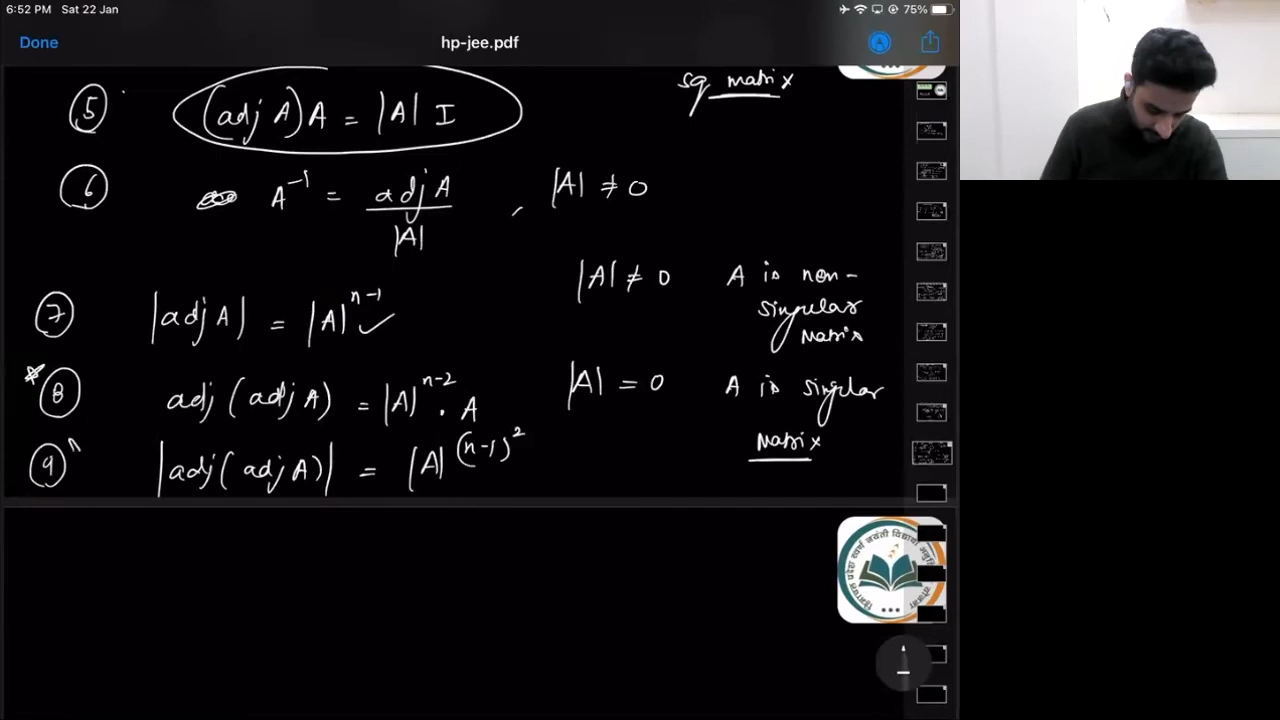 6:52 PM Sat 22 Jan
75%
Done
hp-jee.pdf
sq matrix
5 (adj A) A = |A| I
6 A⁻¹ = adj A / |A| , |A| ≠ 0
|A| ≠ 0 A is non-
singular
Matrix
7 |adj A| = |A|ⁿ⁻¹
8 adj (adj A) = |A|ⁿ⁻² . A
|A| = 0 A is singular
Matrix
9 |adj (adj A)| = |A|^(n-1)²